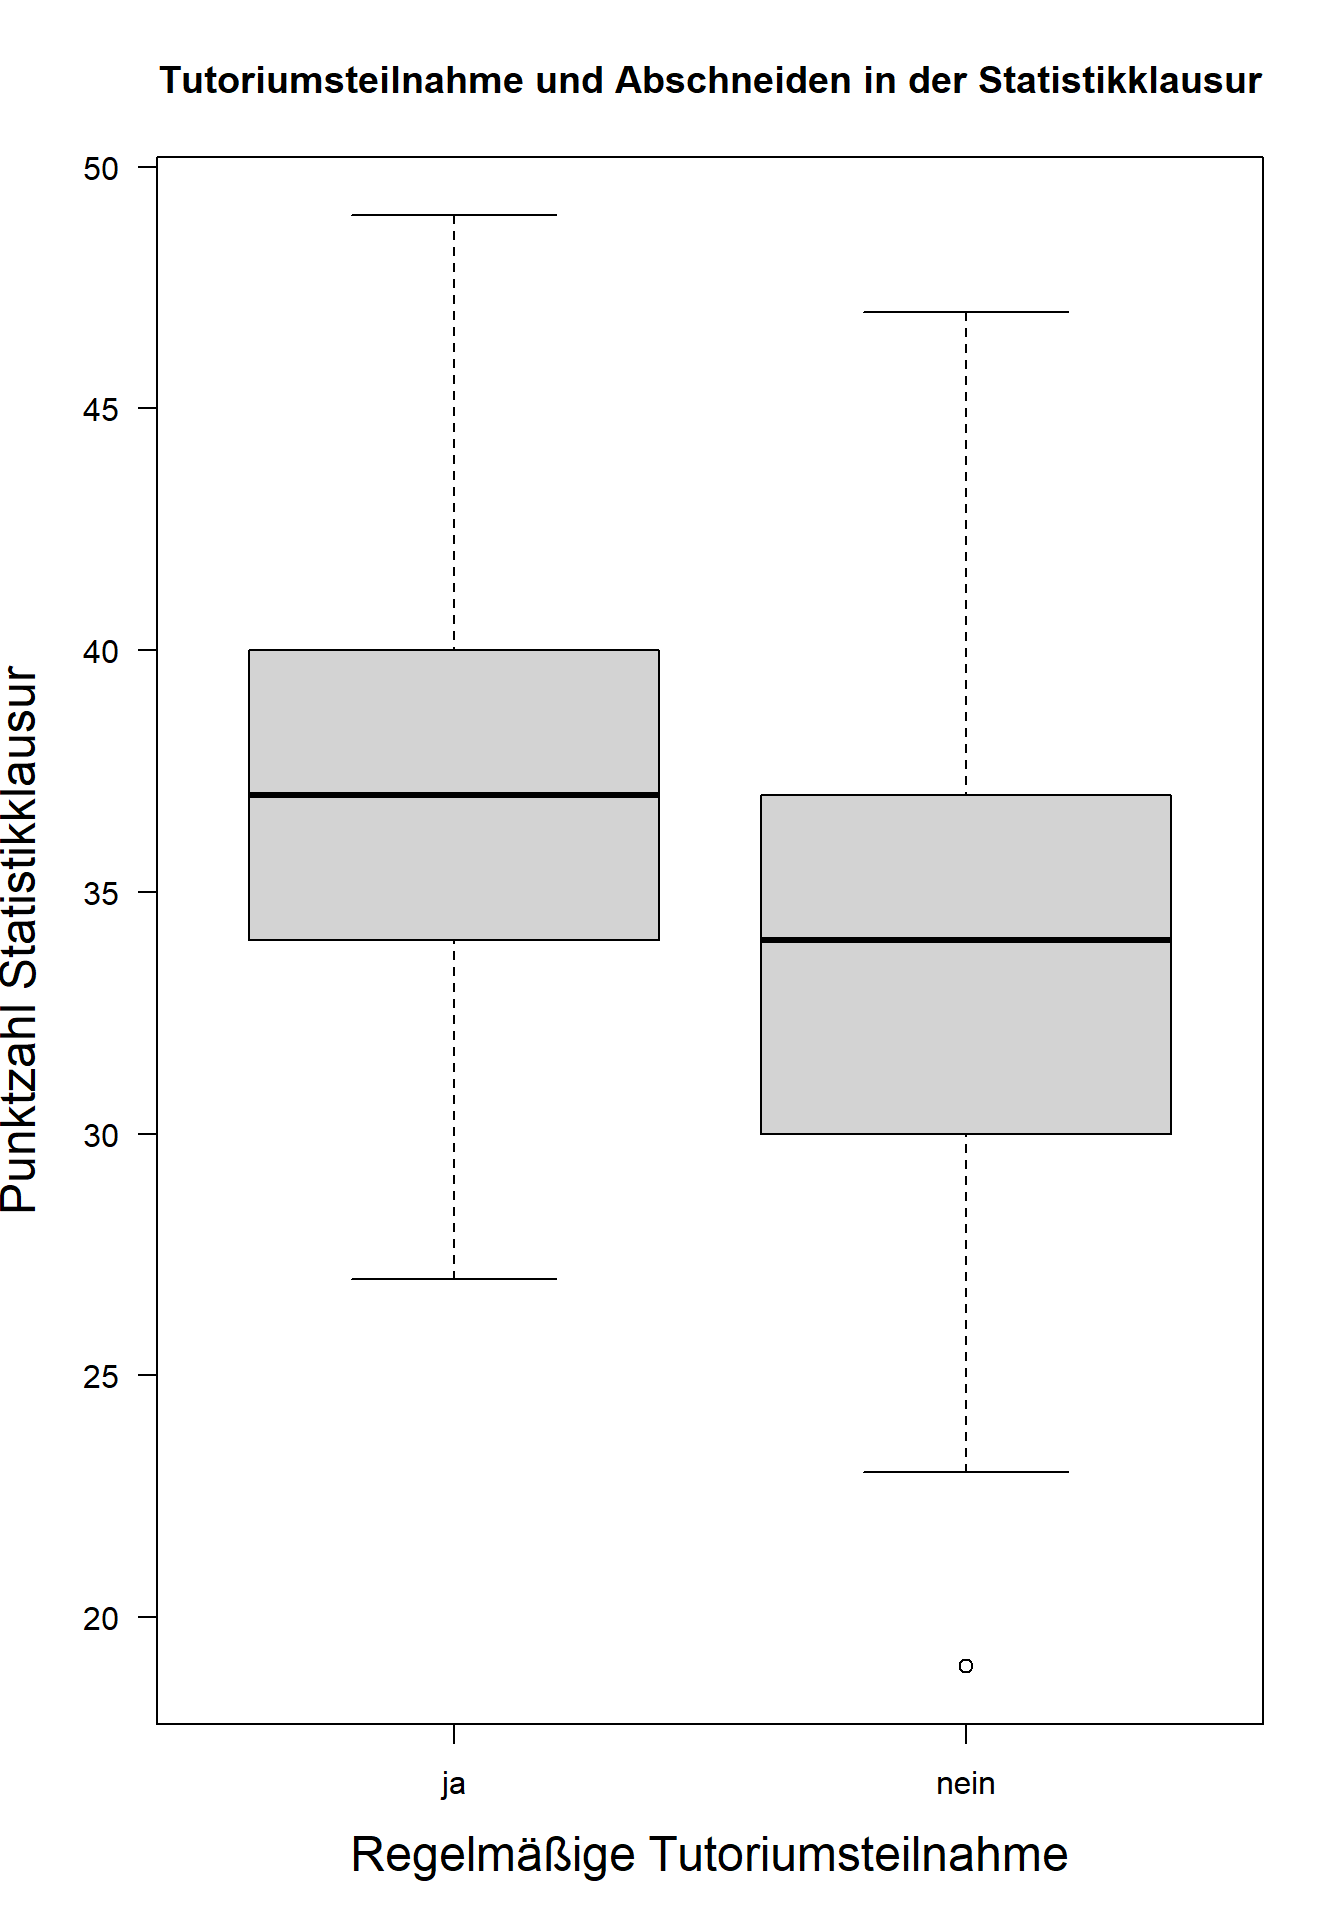 Tutoriumsteilnahme und Abschneiden in der Statistikklausur
Punktzahl Statistikklausur
50
45
40
35
30
25
20
ja
nein
Regelmäßige Tutoriumsteilnahme